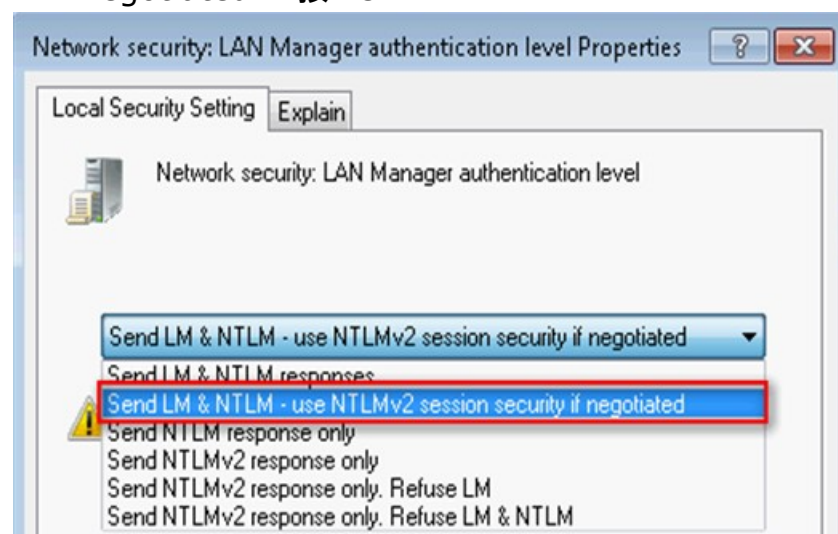 Network security: LAN Manager authentication level Properties
Local Security Setting
Explain
Network security: LAN Manager authentication level
Send LM & NTLM - use NTLMv2 session security if negotiated
Send LM & NTLM responses
Send LM & NTLM - use NTLMv2 session security if negotiated
Send NTLM response only
Send NTLMv2 response only
Send NTLMv2 response only. Refuse LM
Send NTLMv2 response only. Refuse LM & NTLM